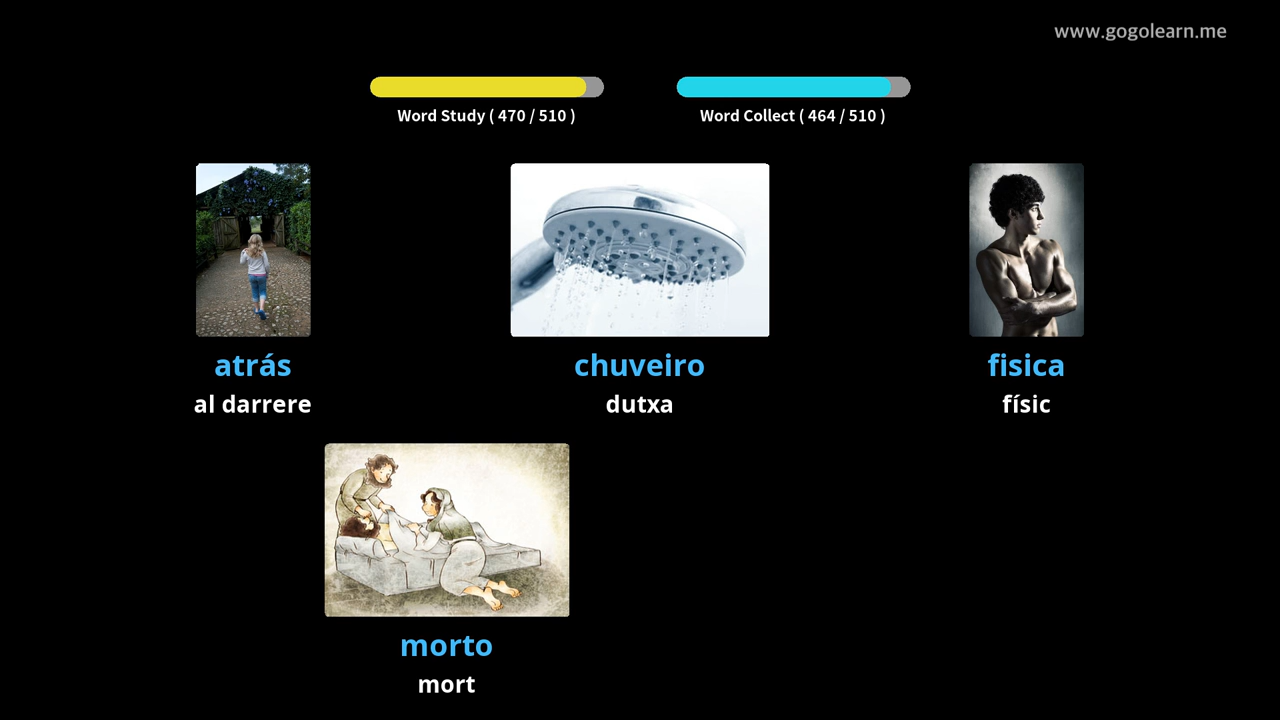 www.gogolearn.me
Word Study ( 470 / 510 )
Word Collect ( 464 / 510 )
atrás
al darrere
chuveiro
dutxa
fisica
físic
morto
mort